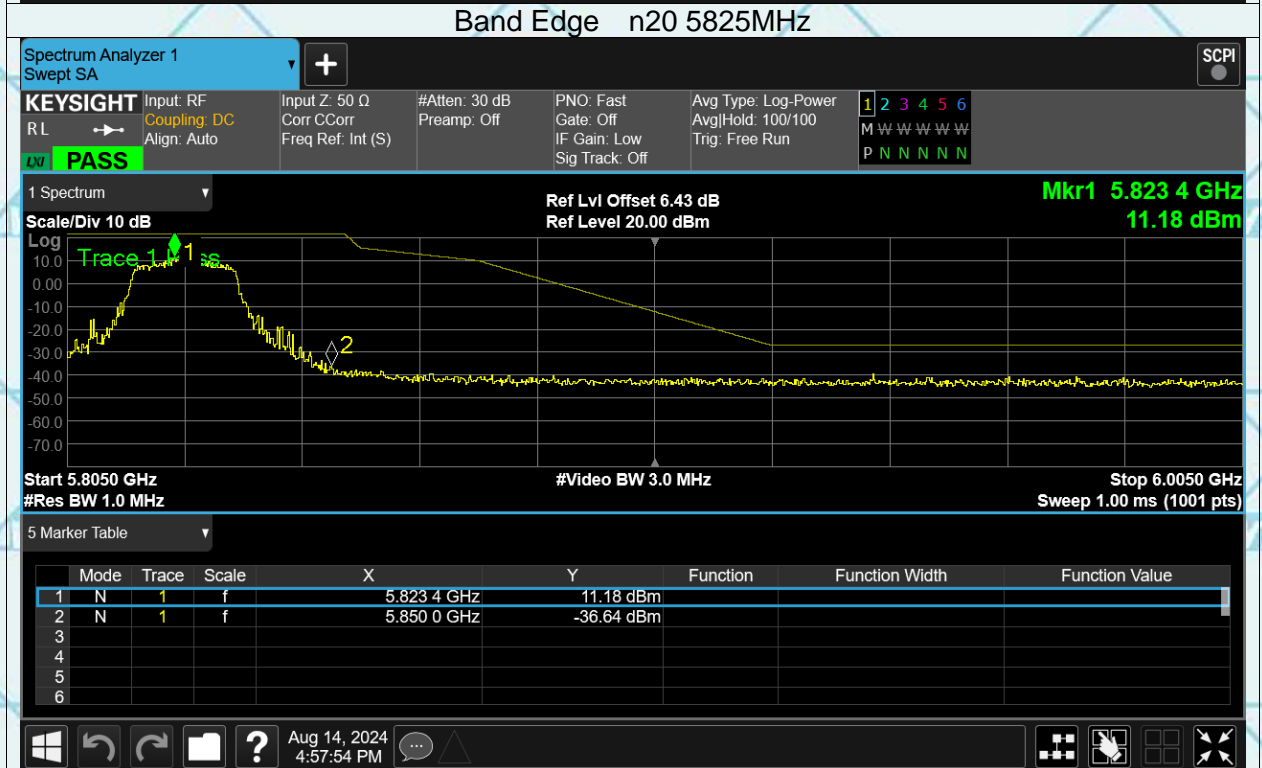 Band Edge n20 5825MHz
Spectrum Analyzer 1
Swept SA
+
SCPI
KEYSIGHT Input: RF Input Z: 50 Ω #Atten: 30 dB PNO: Fast Avg Type: Log-Power 1 2 3 4 5 6
RL Coupling: DC Corr CCorr Preamp: Off Gate: Off Avg|Hold: 100/100 M W W W W W
Align: Auto Freq Ref: Int (S) IF Gain: Low Trig: Free Run P N N N N N
LXI PASS Sig Track: Off
1 Spectrum
Ref Lvl Offset 6.43 dB Mkr1 5.823 4 GHz
Scale/Div 10 dB Ref Level 20.00 dBm 11.18 dBm
Log
Trace 1 Pass
1
10.0
0.00
-10.0
-20.0
-30.0
2
-40.0
-50.0
-60.0
-70.0
Start 5.8050 GHz #Video BW 3.0 MHz Stop 6.0050 GHz
#Res BW 1.0 MHz Sweep 1.00 ms (1001 pts)
5 Marker Table
Mode Trace Scale X Y Function Function Width Function Value
1 N 1 f 5.823 4 GHz 11.18 dBm
2 N 1 f 5.850 0 GHz -36.64 dBm
3
4
5
6
? Aug 14, 2024
4:57:54 PM